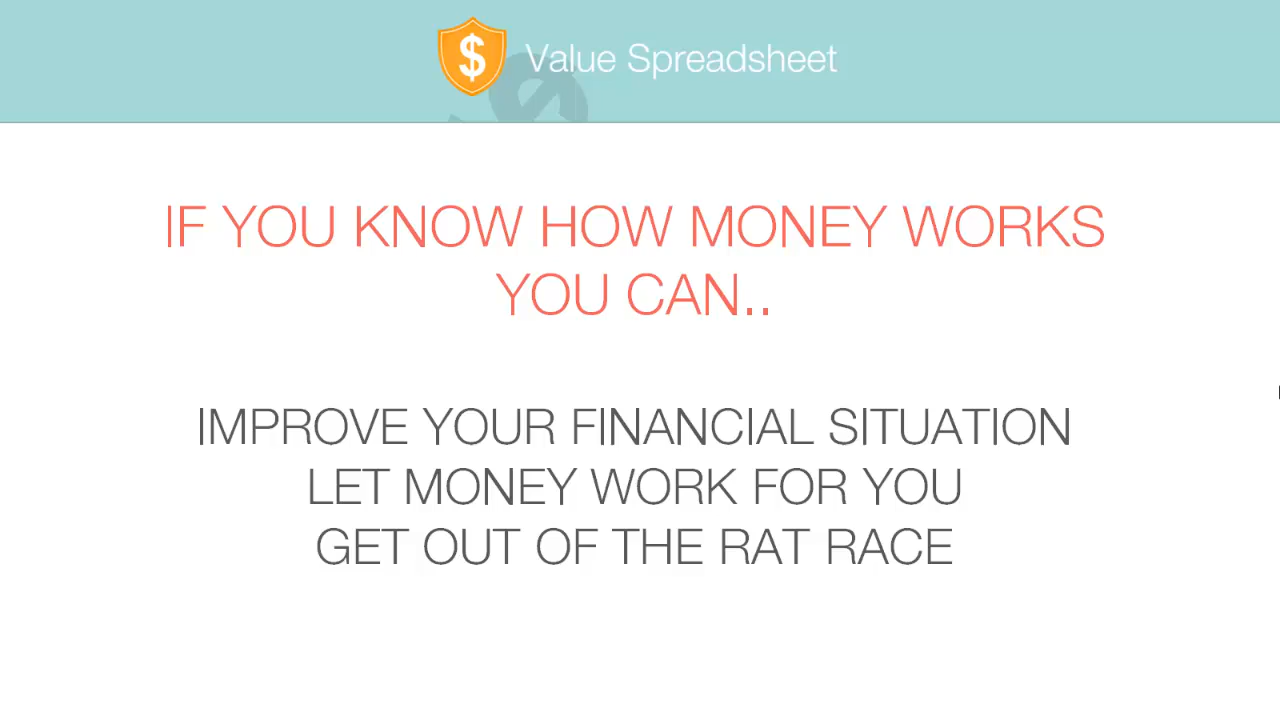 $ Value Spreadsheet
$
IF YOU KNOW HOW MONEY WORKS
YOU CAN..
IMPROVE YOUR FINANCIAL SITUATION
LET MONEY WORK FOR YOU
GET OUT OF THE RAT RACE